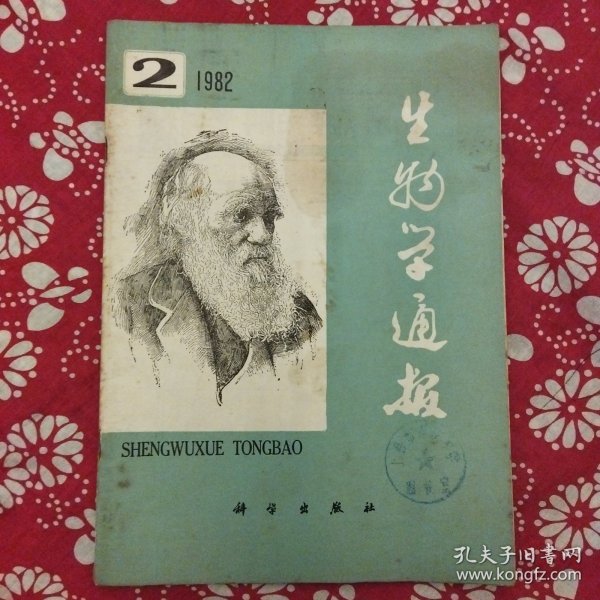 2
1982
生物学通报
SHENGWUXUE TONGBAO
科学出版社
孔夫子旧书网
www.kongfz.com